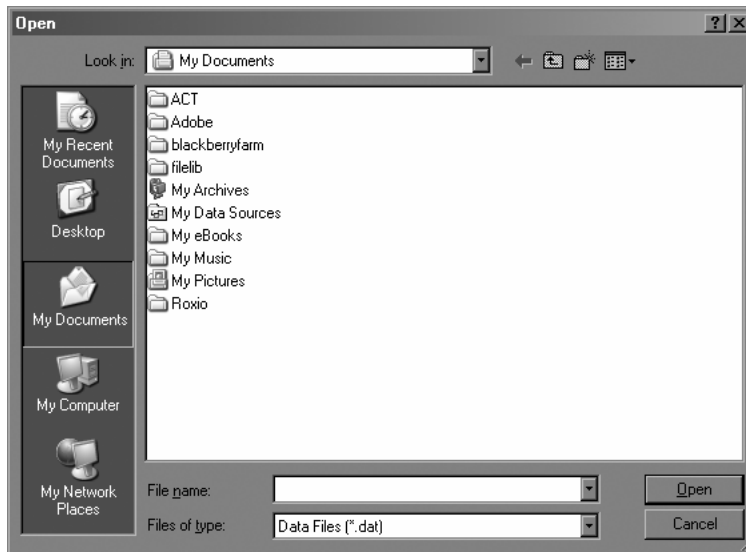 Open
Look in: My Documents
My Recent
Documents
Desktop
My Documents
My Computer
My Network
Places
ACT
Adobe
blackberryfarm
filelib
My Archives
My Data Sources
My eBooks
My Music
My Pictures
Roxio
File name:
Open
Files of type: Data Files (*.dat)
Cancel